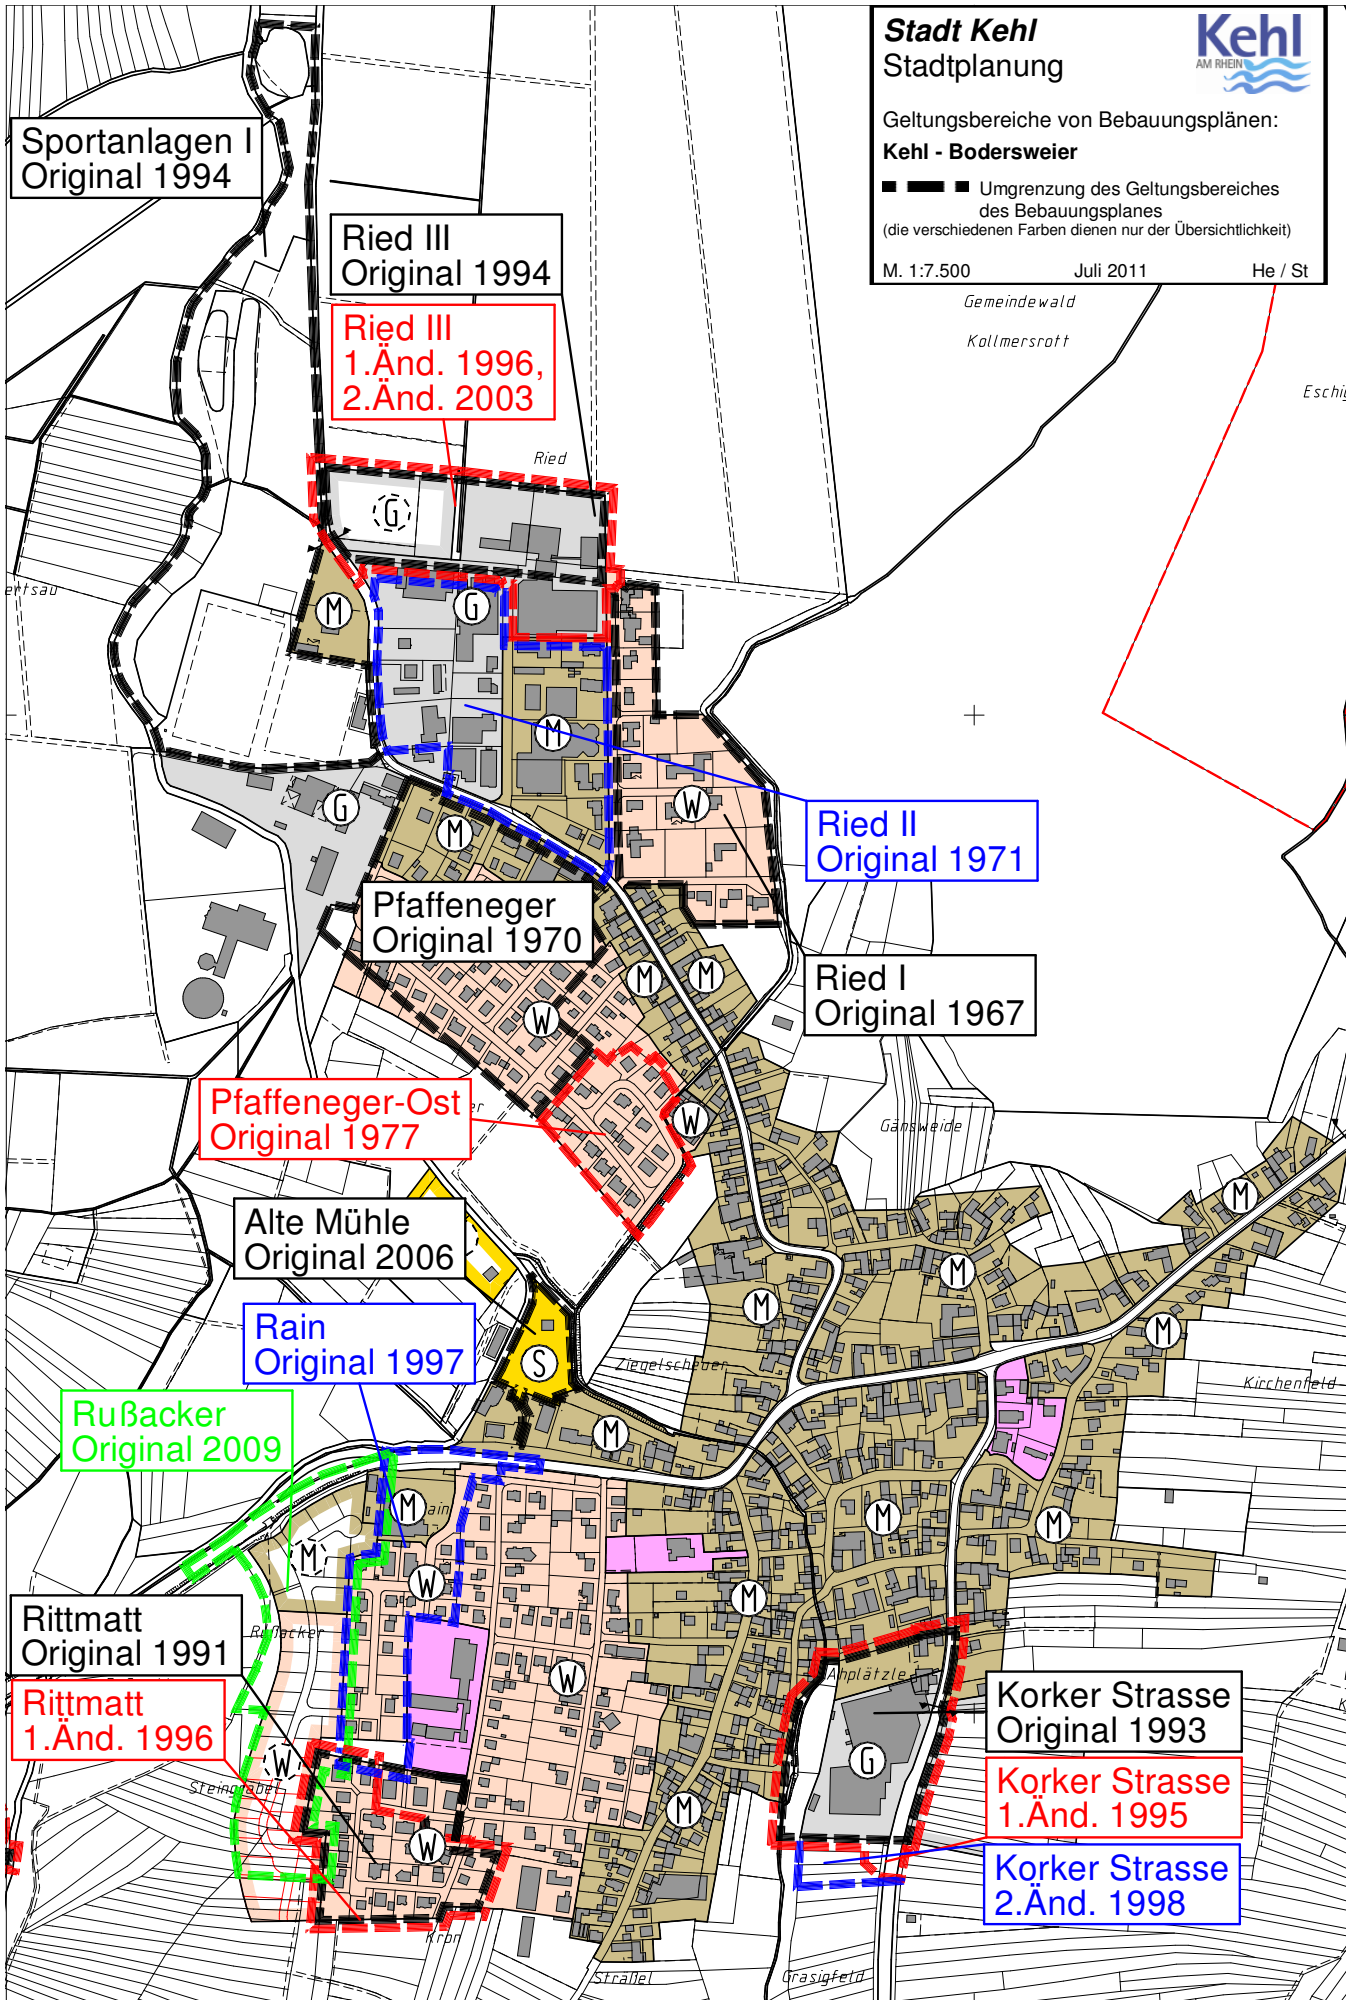 Stadt Kehl
Stadtplanung
Kehl
AM RHEIN
Geltungsbereiche von Bebauungsplänen:
Kehl - Bodersweier
Umgrenzung des Geltungsbereiches
des Bebauungsplanes
(die verschiedenen Farben dienen nur der Übersichtlichkeit)
M. 1:7.500 Juli 2011 He / St
Sportanlagen I
Original 1994
Ried III
Original 1994
Ried III
1.Änd. 1996,
2.Änd. 2003
Gemeindewald
Kollmersrott
Ried
G
G
M
M
W
G
M
Ried II
Original 1971
Pfaffeneger
Original 1970
Ried I
Original 1967
M
M
W
Pfaffeneger-Ost
Original 1977
W
Gänsweide
M
Alte Mühle
Original 2006
M
M
M
Rain
Original 1997
S
Ziegelscheuer
Kirchenfeld
Rußacker
Original 2009
M
M
M
M
M
W
M
Rittmatt
Original 1991
Rußacker
W
Ahplätzle
Rittmatt
1.Änd. 1996
Korker Strasse
Original 1993
W
Steingrabel
G
Korker Strasse
1.Änd. 1995
M
W
Korker Strasse
2.Änd. 1998
Kron
Straßel
Grasigfeld